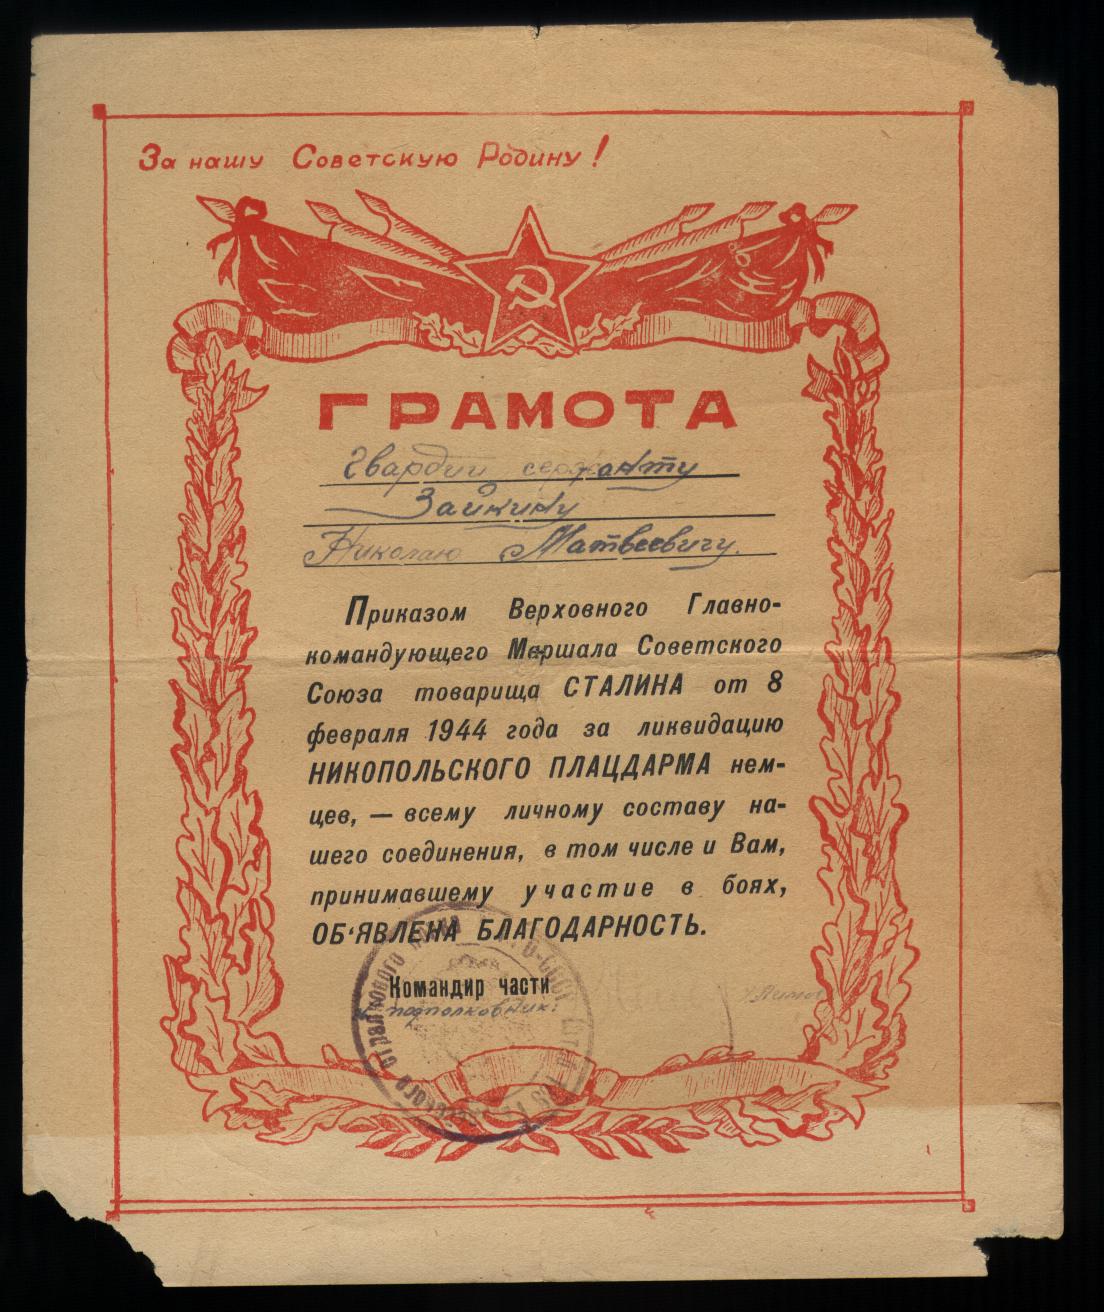 За нашу Советскую Родину!
ГРАМОТА
Гвардии сержанту
Зайкину
Николаю Матвеевичу.
Приказом Верховного Главно-
командующего Маршала Советского
Союза товарища СТАЛИНА от 8
февраля 1944 года за ликвидацию
НИКОПОЛЬСКОГО ПЛАЦДАРМА нем-
цев, — всему личному составу на-
шего соединения, в том числе и Вам,
принимавшему участие в боях,
ОБ‘ЯВЛЕНА БЛАГОДАРНОСТЬ.
Командир части
подполковник: